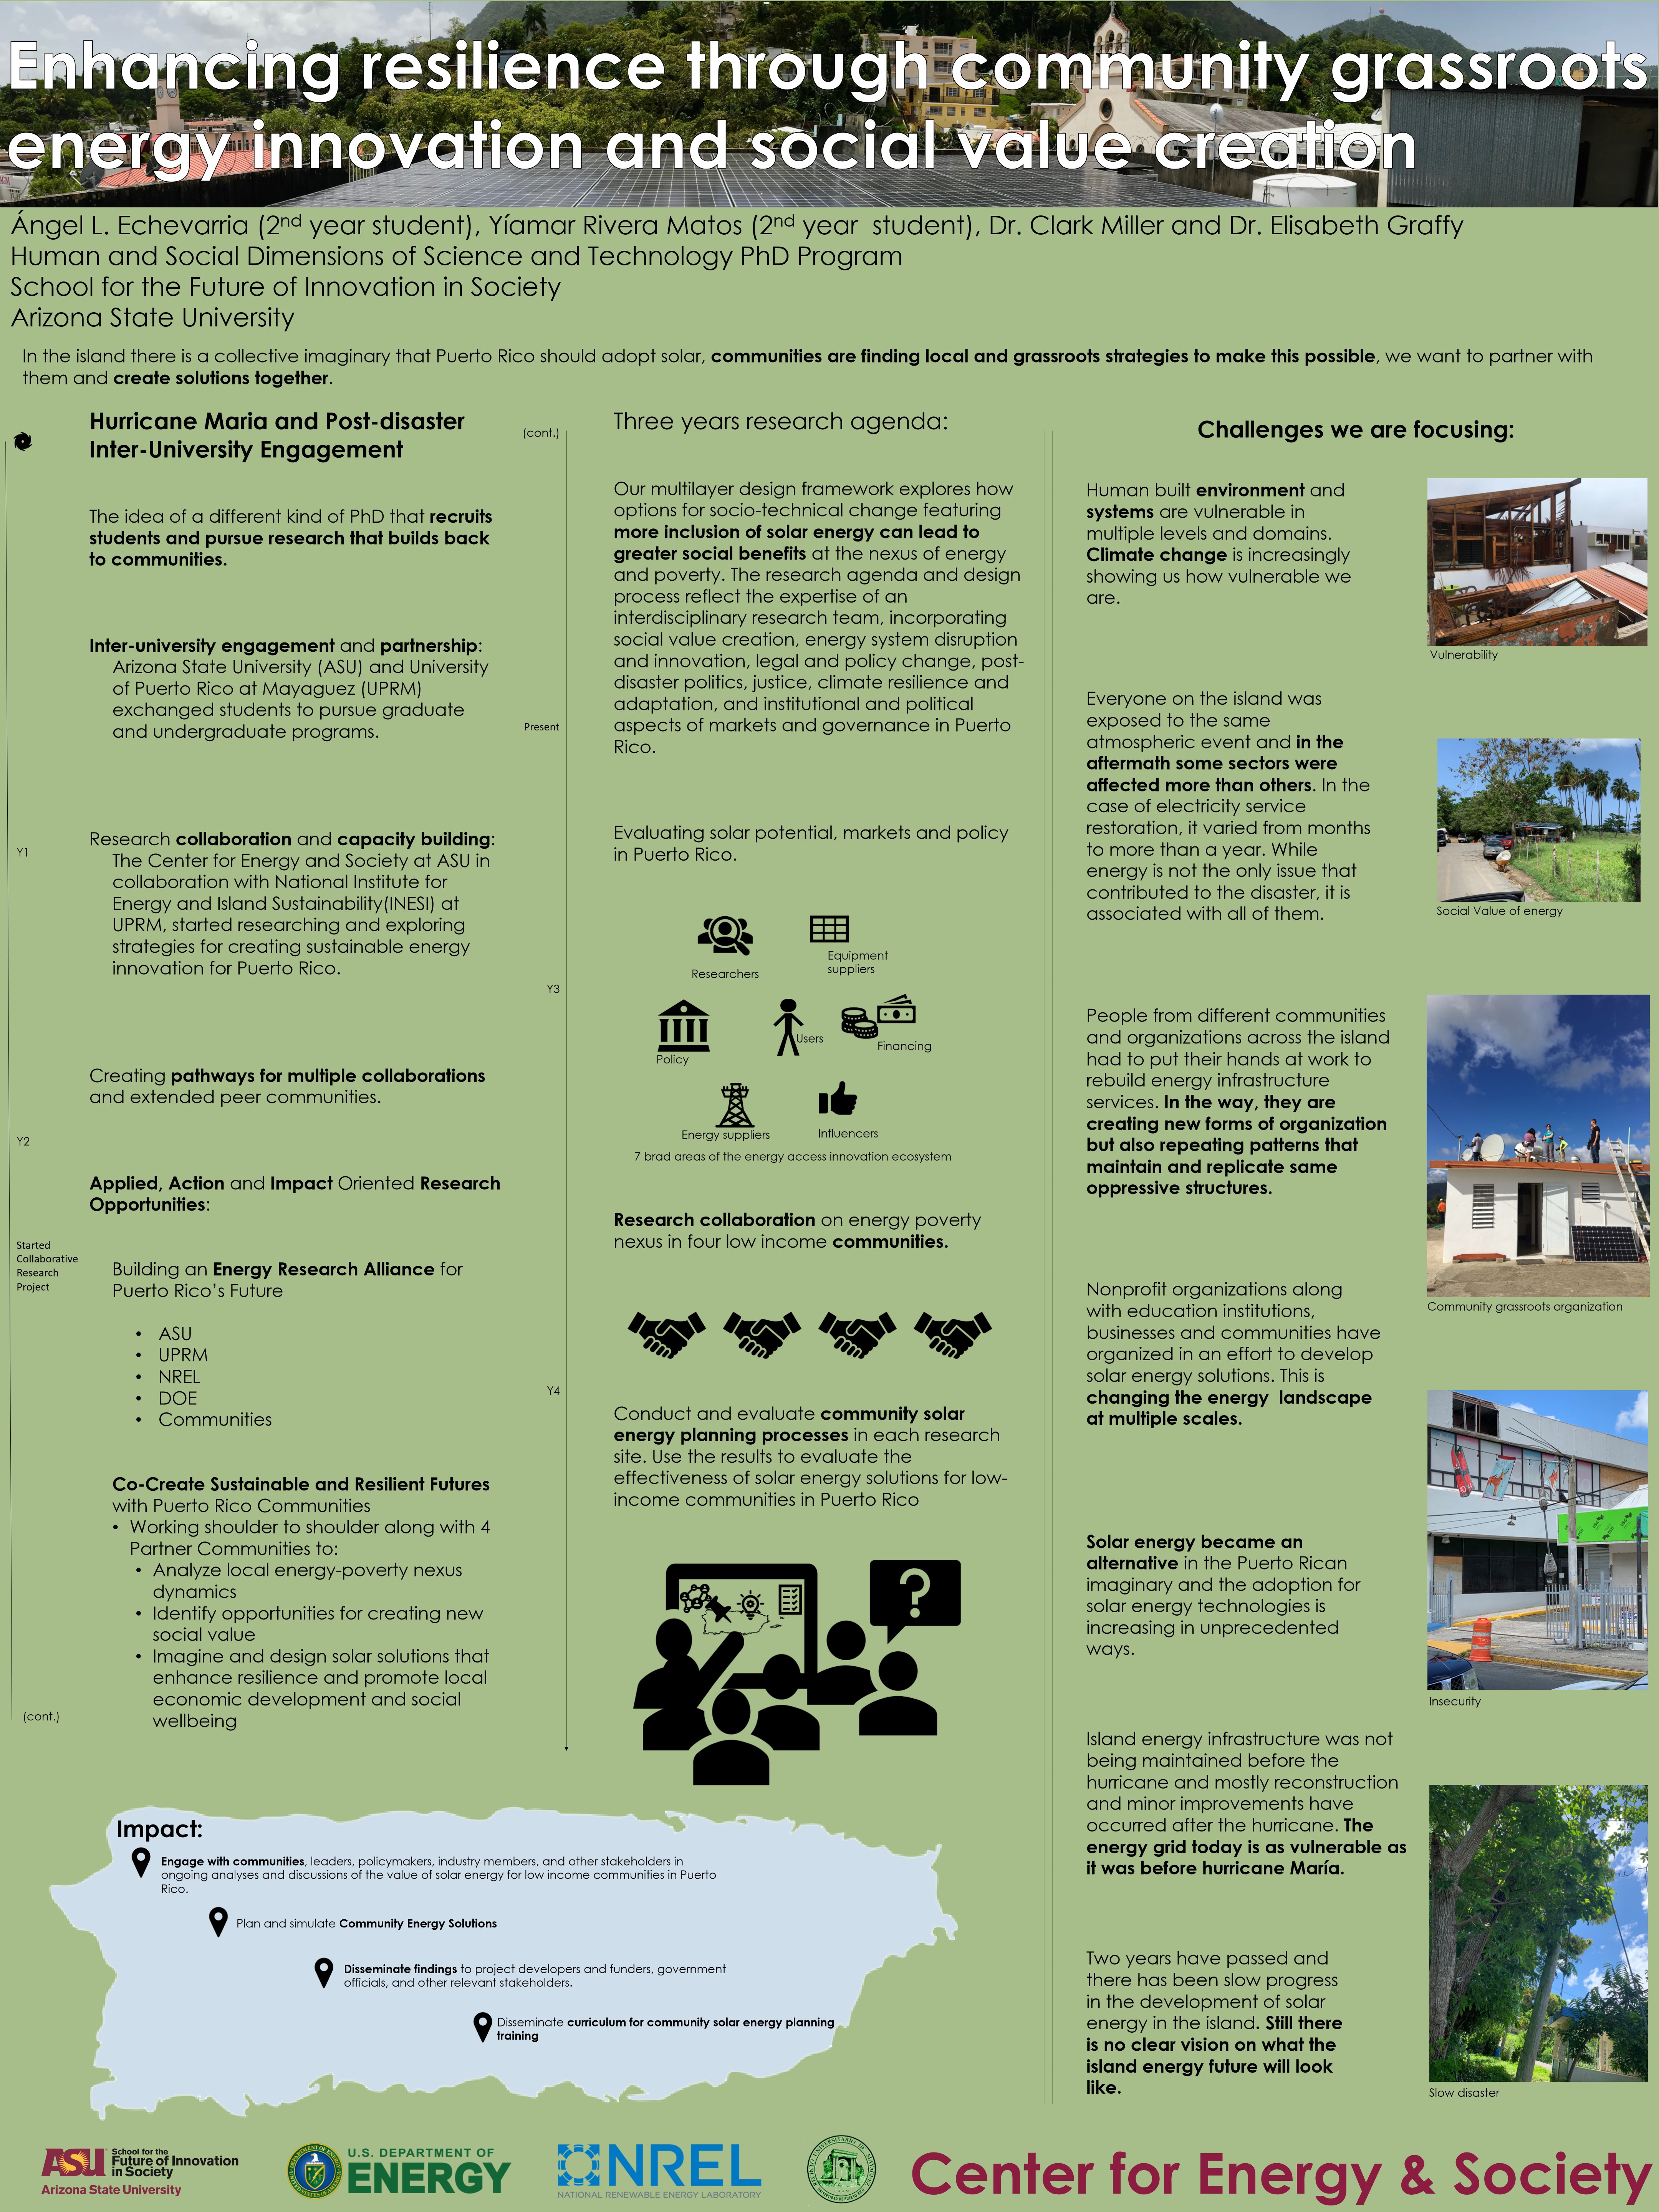 Enhancing resilience through community grassroots
energy innovation and social value creation
Ángel L. Echevarria (2nd year student), Yíamar Rivera Matos (2nd year student), Dr. Clark Miller and Dr. Elisabeth Graffy
Human and Social Dimensions of Science and Technology PhD Program
School for the Future of Innovation in Society
Arizona State University
In the island there is a collective imaginary that Puerto Rico should adopt solar, communities are finding local and grassroots strategies to make this possible, we want to partner with
them and create solutions together.
Hurricane Maria and Post-disaster
Inter-University Engagement
The idea of a different kind of PhD that recruits
students and pursue research that builds back
to communities.
Inter-university engagement and partnership:
Arizona State University (ASU) and University
of Puerto Rico at Mayaguez (UPRM)
exchanged students to pursue graduate
and undergraduate programs.
Y1
Research collaboration and capacity building:
The Center for Energy and Society at ASU in
collaboration with National Institute for
Energy and Island Sustainability(INESI) at
UPRM, started researching and exploring
strategies for creating sustainable energy
innovation for Puerto Rico.
Creating pathways for multiple collaborations
and extended peer communities.
Y2
Applied, Action and Impact Oriented Research
Opportunities:
Started
Collaborative
Research
Project
Building an Energy Research Alliance for
Puerto Rico's Future
• ASU
• UPRM
• NREL
• DOE
• Communities
Co-Create Sustainable and Resilient Futures
with Puerto Rico Communities
• Working shoulder to shoulder along with 4
Partner Communities to:
• Analyze local energy-poverty nexus
dynamics
• Identify opportunities for creating new
social value
• Imagine and design solar solutions that
enhance resilience and promote local
economic development and social
wellbeing
(cont.)
(cont.)
Three years research agenda:
Our multilayer design framework explores how
options for socio-technical change featuring
more inclusion of solar energy can lead to
greater social benefits at the nexus of energy
and poverty. The research agenda and design
process reflect the expertise of an
interdisciplinary research team, incorporating
social value creation, energy system disruption
and innovation, legal and policy change, post-
disaster politics, justice, climate resilience and
adaptation, and institutional and political
aspects of markets and governance in Puerto
Rico.
Present
Evaluating solar potential, markets and policy
in Puerto Rico.
Researchers
Equipment
suppliers
Y3
Policy
Users
Financing
Energy suppliers
Influencers
7 brad areas of the energy access innovation ecosystem
Research collaboration on energy poverty
nexus in four low income communities.
Y4
Conduct and evaluate community solar
energy planning processes in each research
site. Use the results to evaluate the
effectiveness of solar energy solutions for low-
income communities in Puerto Rico
?
Challenges we are focusing:
Human built environment and
systems are vulnerable in
multiple levels and domains.
Climate change is increasingly
showing us how vulnerable we
are.
Vulnerability
Everyone on the island was
exposed to the same
atmospheric event and in the
aftermath some sectors were
affected more than others. In the
case of electricity service
restoration, it varied from months
to more than a year. While
energy is not the only issue that
contributed to the disaster, it is
associated with all of them.
Social Value of energy
People from different communities
and organizations across the island
had to put their hands at work to
rebuild energy infrastructure
services. In the way, they are
creating new forms of organization
but also repeating patterns that
maintain and replicate same
oppressive structures.
Community grassroots organization
Nonprofit organizations along
with education institutions,
businesses and communities have
organized in an effort to develop
solar energy solutions. This is
changing the energy landscape
at multiple scales.
Solar energy became an
alternative in the Puerto Rican
imaginary and the adoption for
solar energy technologies is
increasing in unprecedented
ways.
Insecurity
Island energy infrastructure was not
being maintained before the
hurricane and mostly reconstruction
and minor improvements have
occurred after the hurricane. The
energy grid today is as vulnerable as
it was before hurricane María.
Two years have passed and
there has been slow progress
in the development of solar
energy in the island. Still there
is no clear vision on what the
island energy future will look
like.
Slow disaster
Impact:
Engage with communities, leaders, policymakers, industry members, and other stakeholders in
ongoing analyses and discussions of the value of solar energy for low income communities in Puerto
Rico.
Plan and simulate Community Energy Solutions
Disseminate findings to project developers and funders, government
officials, and other relevant stakeholders.
Disseminate curriculum for community solar energy planning
training
ASU School for the
Future of Innovation
in Society
Arizona State University
U.S. DEPARTMENT OF
ENERGY
NREL
NATIONAL RENEWABLE ENERGY LABORATORY
Center for Energy & Society